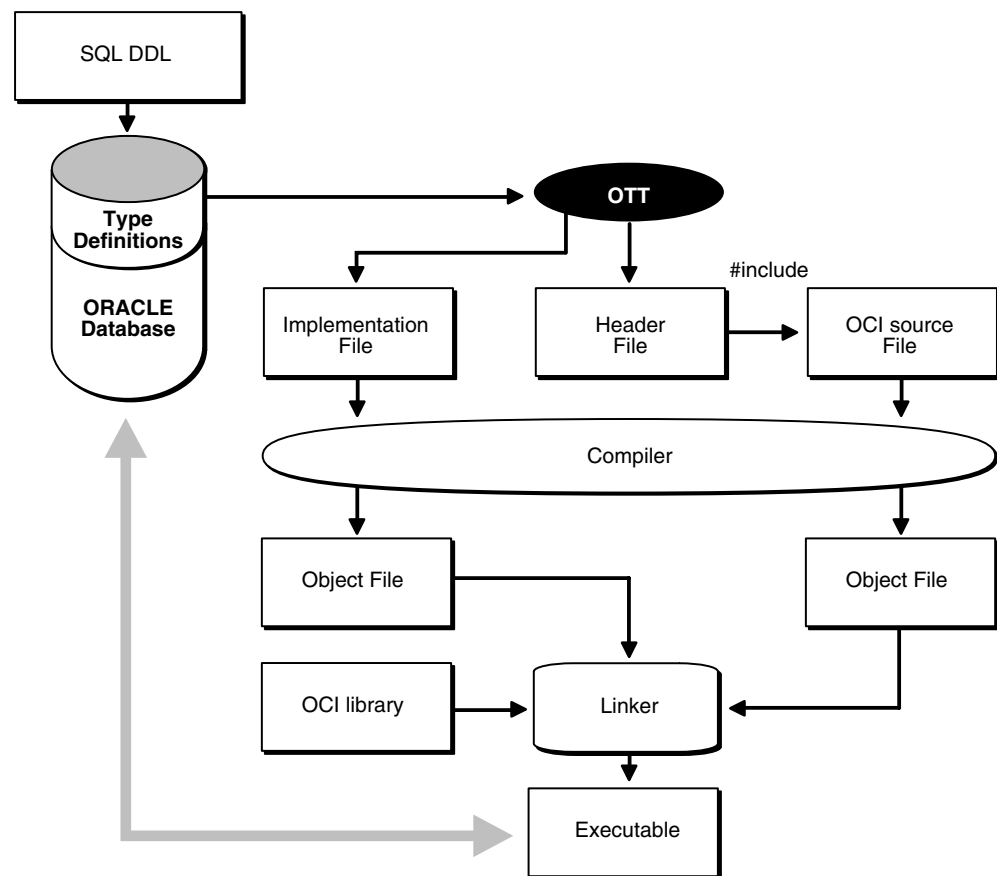 SQL DDL
Type
Definitions
ORACLE
Database
OTT
#include
Implementation
File
Header
File
OCI source
File
Compiler
Object File
Object File
OCI library
Linker
Executable